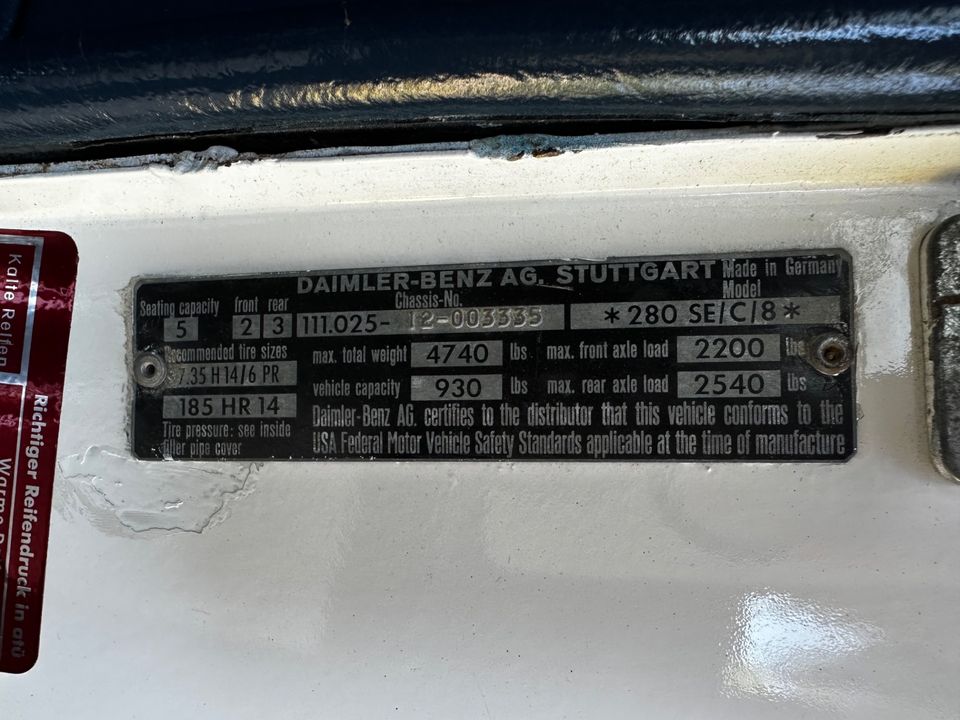 DAIMLER-BENZ AG. STUTTGART Made in Germany
Seating capacity front rear Chassis-No. Model
5 2 3 111.025- 12-003335 *280 SE/C/8*
Recommended tire sizes max. total weight 4740 lbs max. front axle load 2200 lbs
7.35 H 14/6 PR vehicle capacity 930 lbs max. rear axle load 2540 lbs
185 HR 14 Daimler-Benz AG. certifies to the distributor that this vehicle conforms to the
Tire pressure: see inside USA Federal Motor Vehicle Safety Standards applicable at the time of manufacture
filler pipe cover
Kalte Reifen
Richtiger Reifendruck in atü
Warme